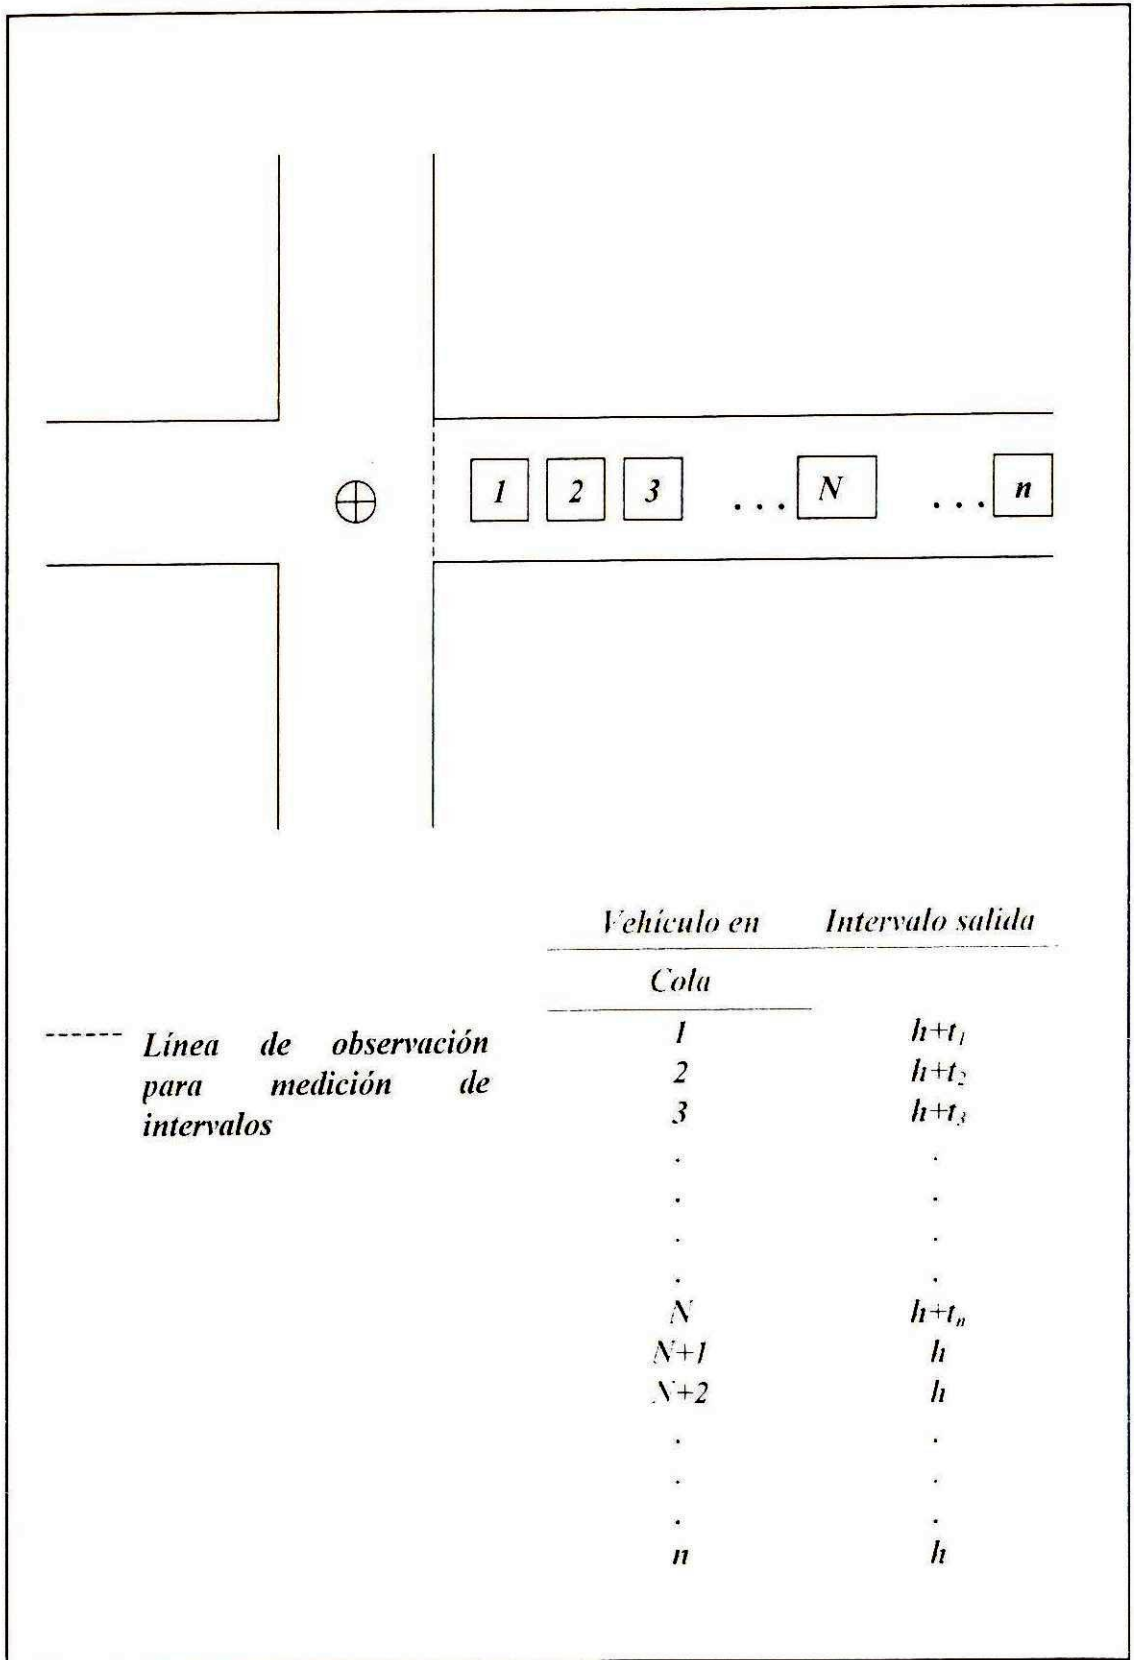 1 2 3 ... N ... n
Vehículo en Intervalo salida
Cola
------ Línea de observación
para medición de
intervalos
1 h+t₁
2 h+t₂
3 h+t₃
. .
. .
. .
. .
N h+tₙ
N+1 h
N+2 h
. .
. .
. .
n h